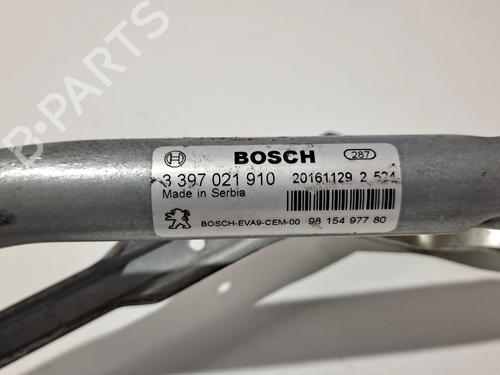 BOSCH
287
3 397 021 910 20161129 2 524
Made in Serbia
BOSCH-EVA9-CEM-00 98 154 977 80
B-PARTS